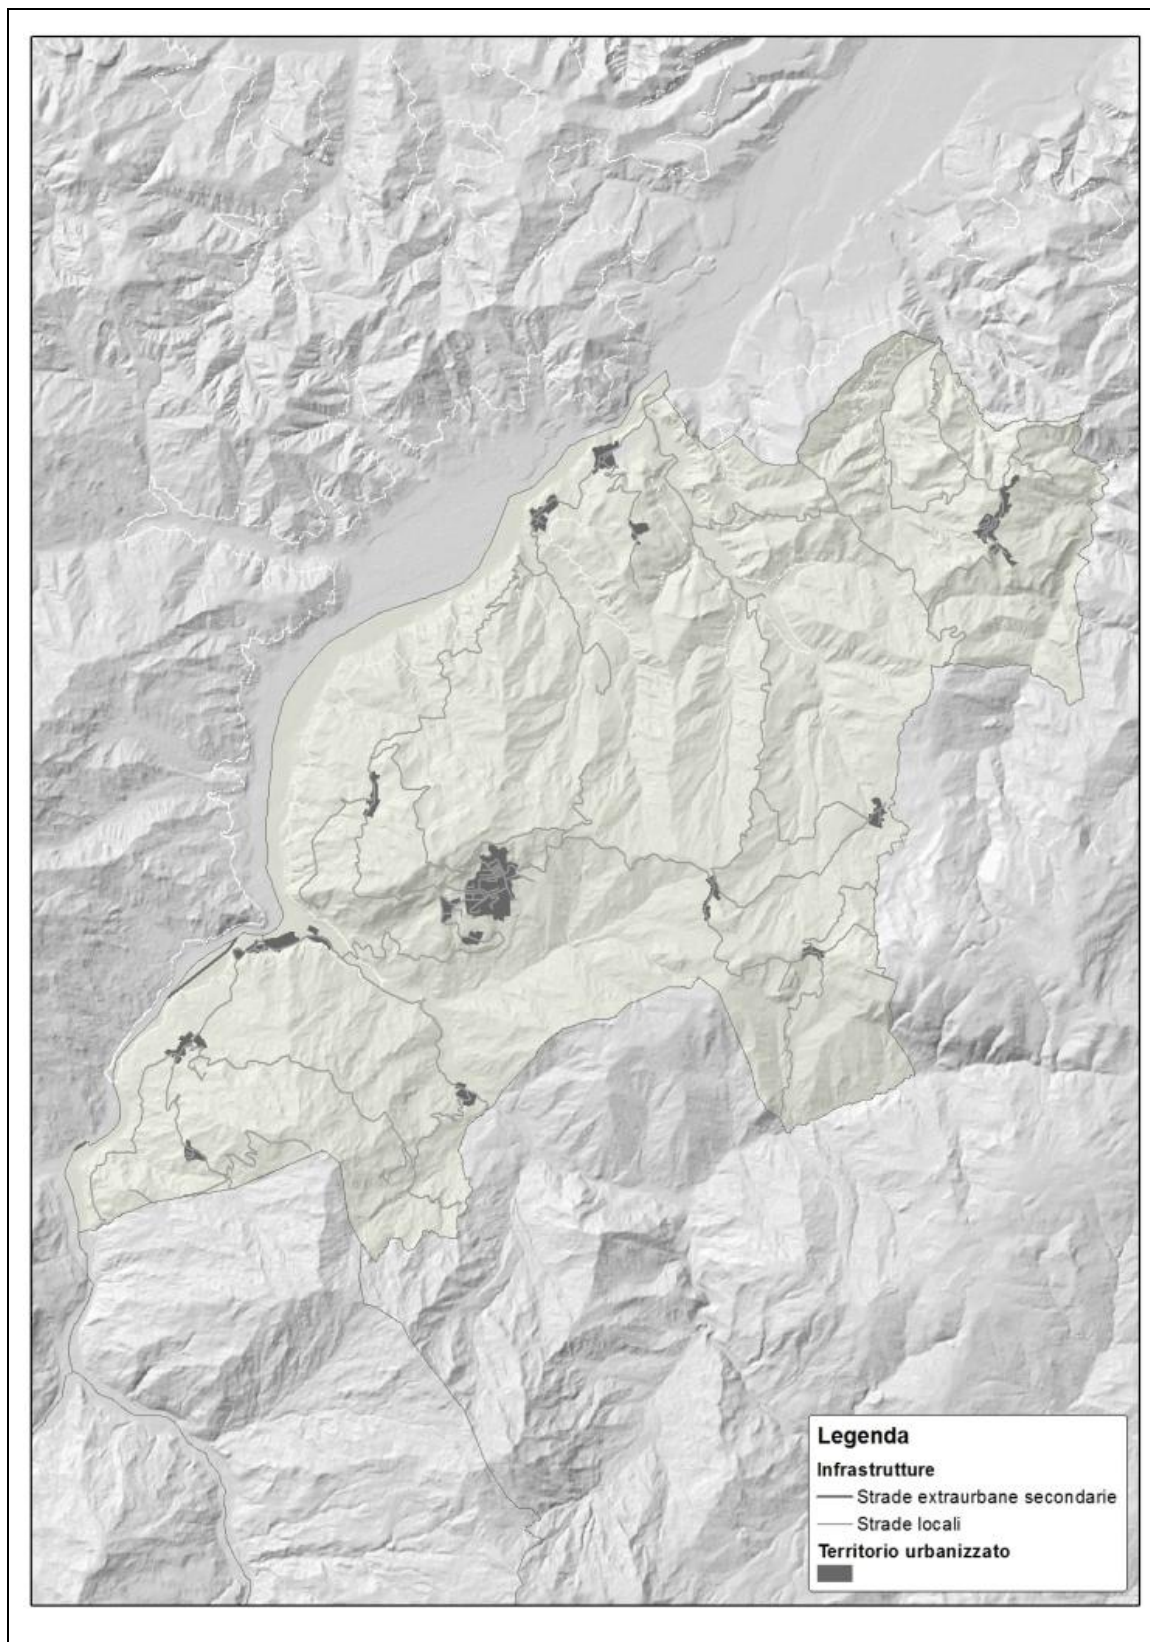 Legenda
Infrastrutture
Strade extraurbane secondarie
Strade locali
Territorio urbanizzato